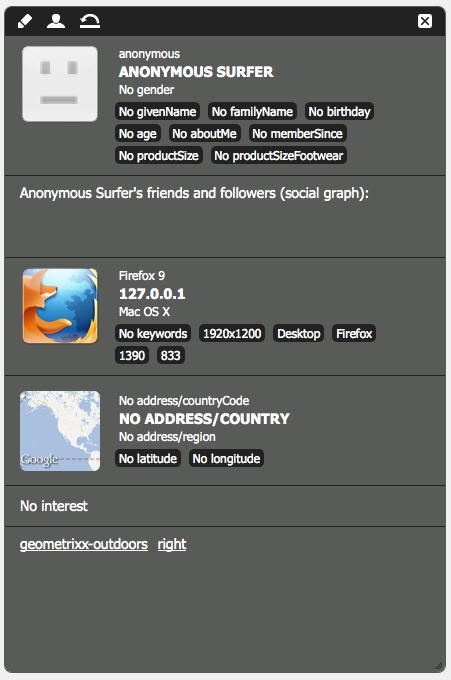 anonymous
ANONYMOUS SURFER
No gender
No givenName No familyName No birthday
No age No aboutMe No memberSince
No productSize No productSizeFootwear
Anonymous Surfer's friends and followers (social graph):
Firefox 9
127.0.0.1
Mac OS X
No keywords 1920x1200 Desktop Firefox
1390 833
No address/countryCode
NO ADDRESS/COUNTRY
No address/region
No latitude No longitude
Google
No interest
geometrixx-outdoors right